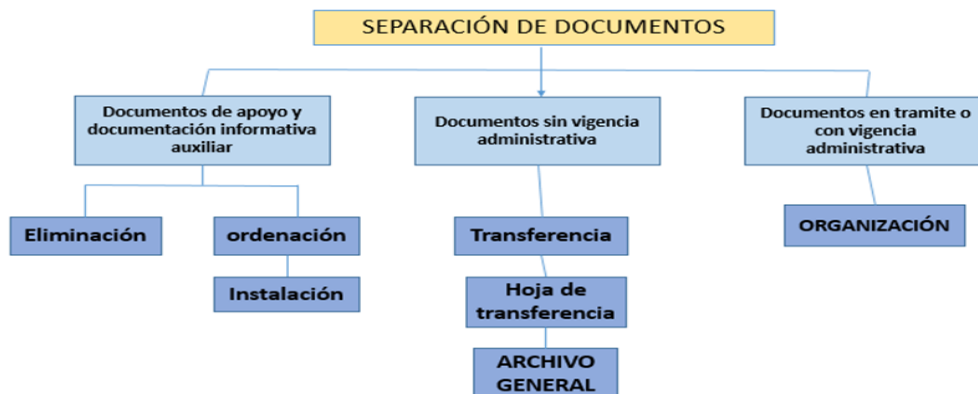 SEPARACIÓN DE DOCUMENTOS
Documentos de apoyo y
documentación informativa
auxiliar
Documentos sin vigencia
administrativa
Documentos en tramite o
con vigencia
administrativa
Eliminación
ordenación
Instalación
Transferencia
Hoja de
transferencia
ARCHIVO
GENERAL
ORGANIZACIÓN